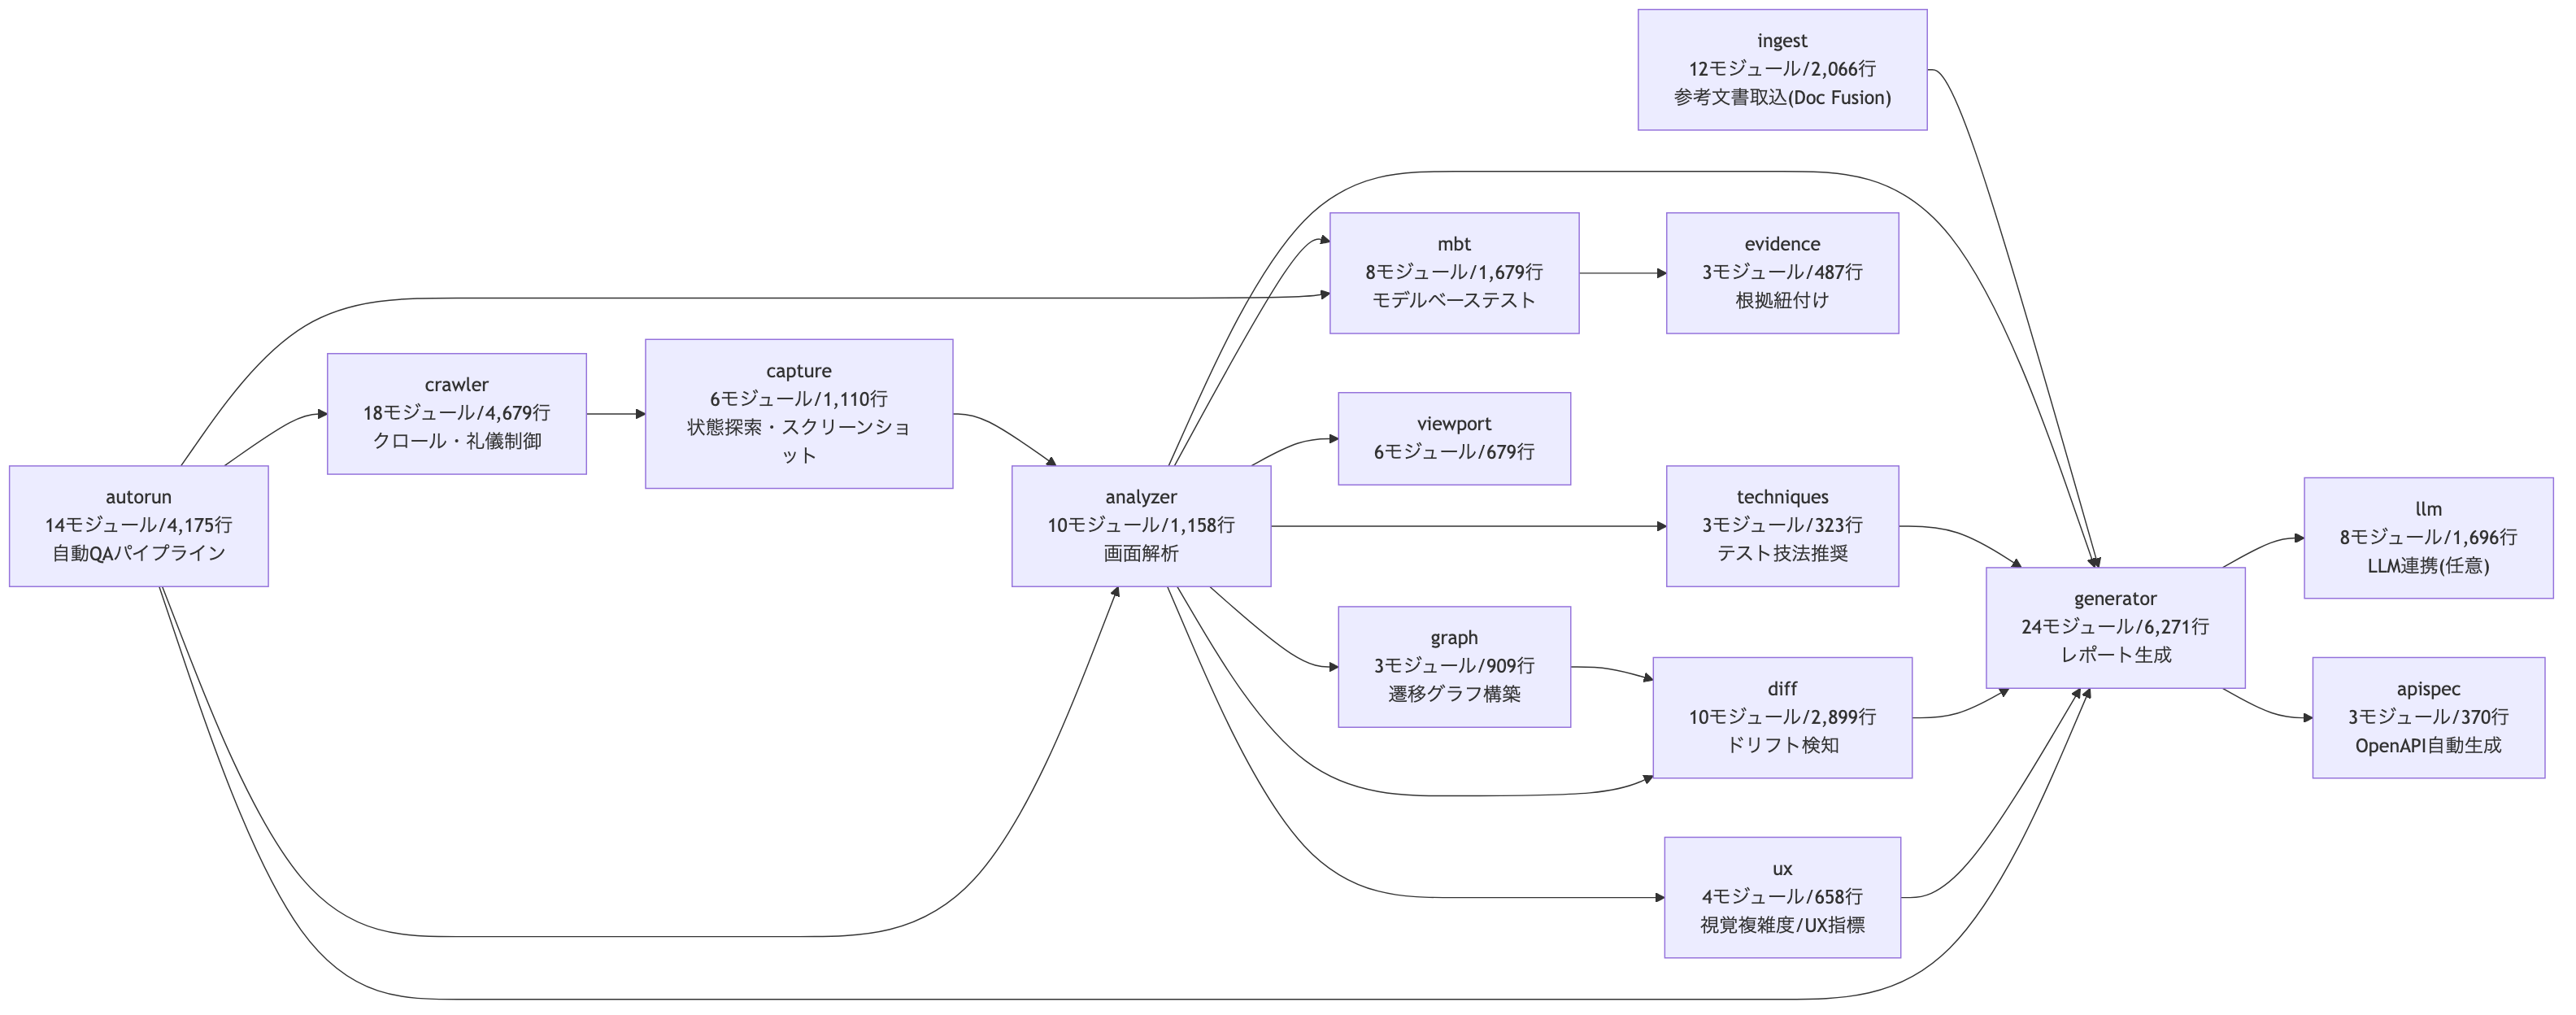 autorun
14モジュール/4,175行
自動QAパイプライン
crawler
18モジュール/4,679行
クロール・礼儀制御
capture
6モジュール/1,110行
状態探索・スクリーンショ
ット
analyzer
10モジュール/1,158行
画面解析
ingest
12モジュール/2,066行
参考文書取込(Doc Fusion)
mbt
8モジュール/1,679行
モデルベーステスト
evidence
3モジュール/487行
根拠紐付け
viewport
6モジュール/679行
techniques
3モジュール/323行
テスト技法推奨
graph
3モジュール/909行
遷移グラフ構築
diff
10モジュール/2,899行
ドリフト検知
ux
4モジュール/658行
視覚複雑度/UX指標
generator
24モジュール/6,271行
レポート生成
llm
8モジュール/1,696行
LLM連携(任意)
apispec
3モジュール/370行
OpenAPI自動生成